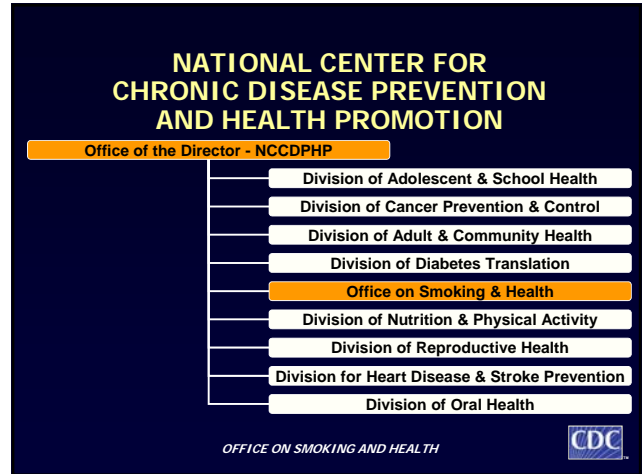 NATIONAL CENTER FOR
CHRONIC DISEASE PREVENTION
AND HEALTH PROMOTION
Office of the Director - NCCDPHP
Division of Adolescent & School Health
Division of Cancer Prevention & Control
Division of Adult & Community Health
Division of Diabetes Translation
Office on Smoking & Health
Division of Nutrition & Physical Activity
Division of Reproductive Health
Division for Heart Disease & Stroke Prevention
Division of Oral Health
OFFICE ON SMOKING AND HEALTH
CDC™